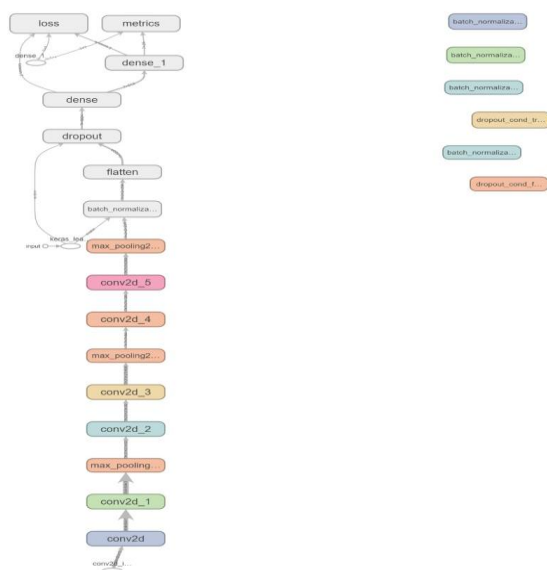 loss
metrics
dense_1
dense
dropout
flatten
batch_normaliza...
keras_lea...
max_pooling2...
conv2d_5
conv2d_4
max_pooling2...
conv2d_3
conv2d_2
max_pooling...
conv2d_1
conv2d
conv2d_i...
batch_normaliza...
batch_normaliza...
batch_normaliza...
dropout_cond_tr...
batch_normaliza...
dropout_cond_f...